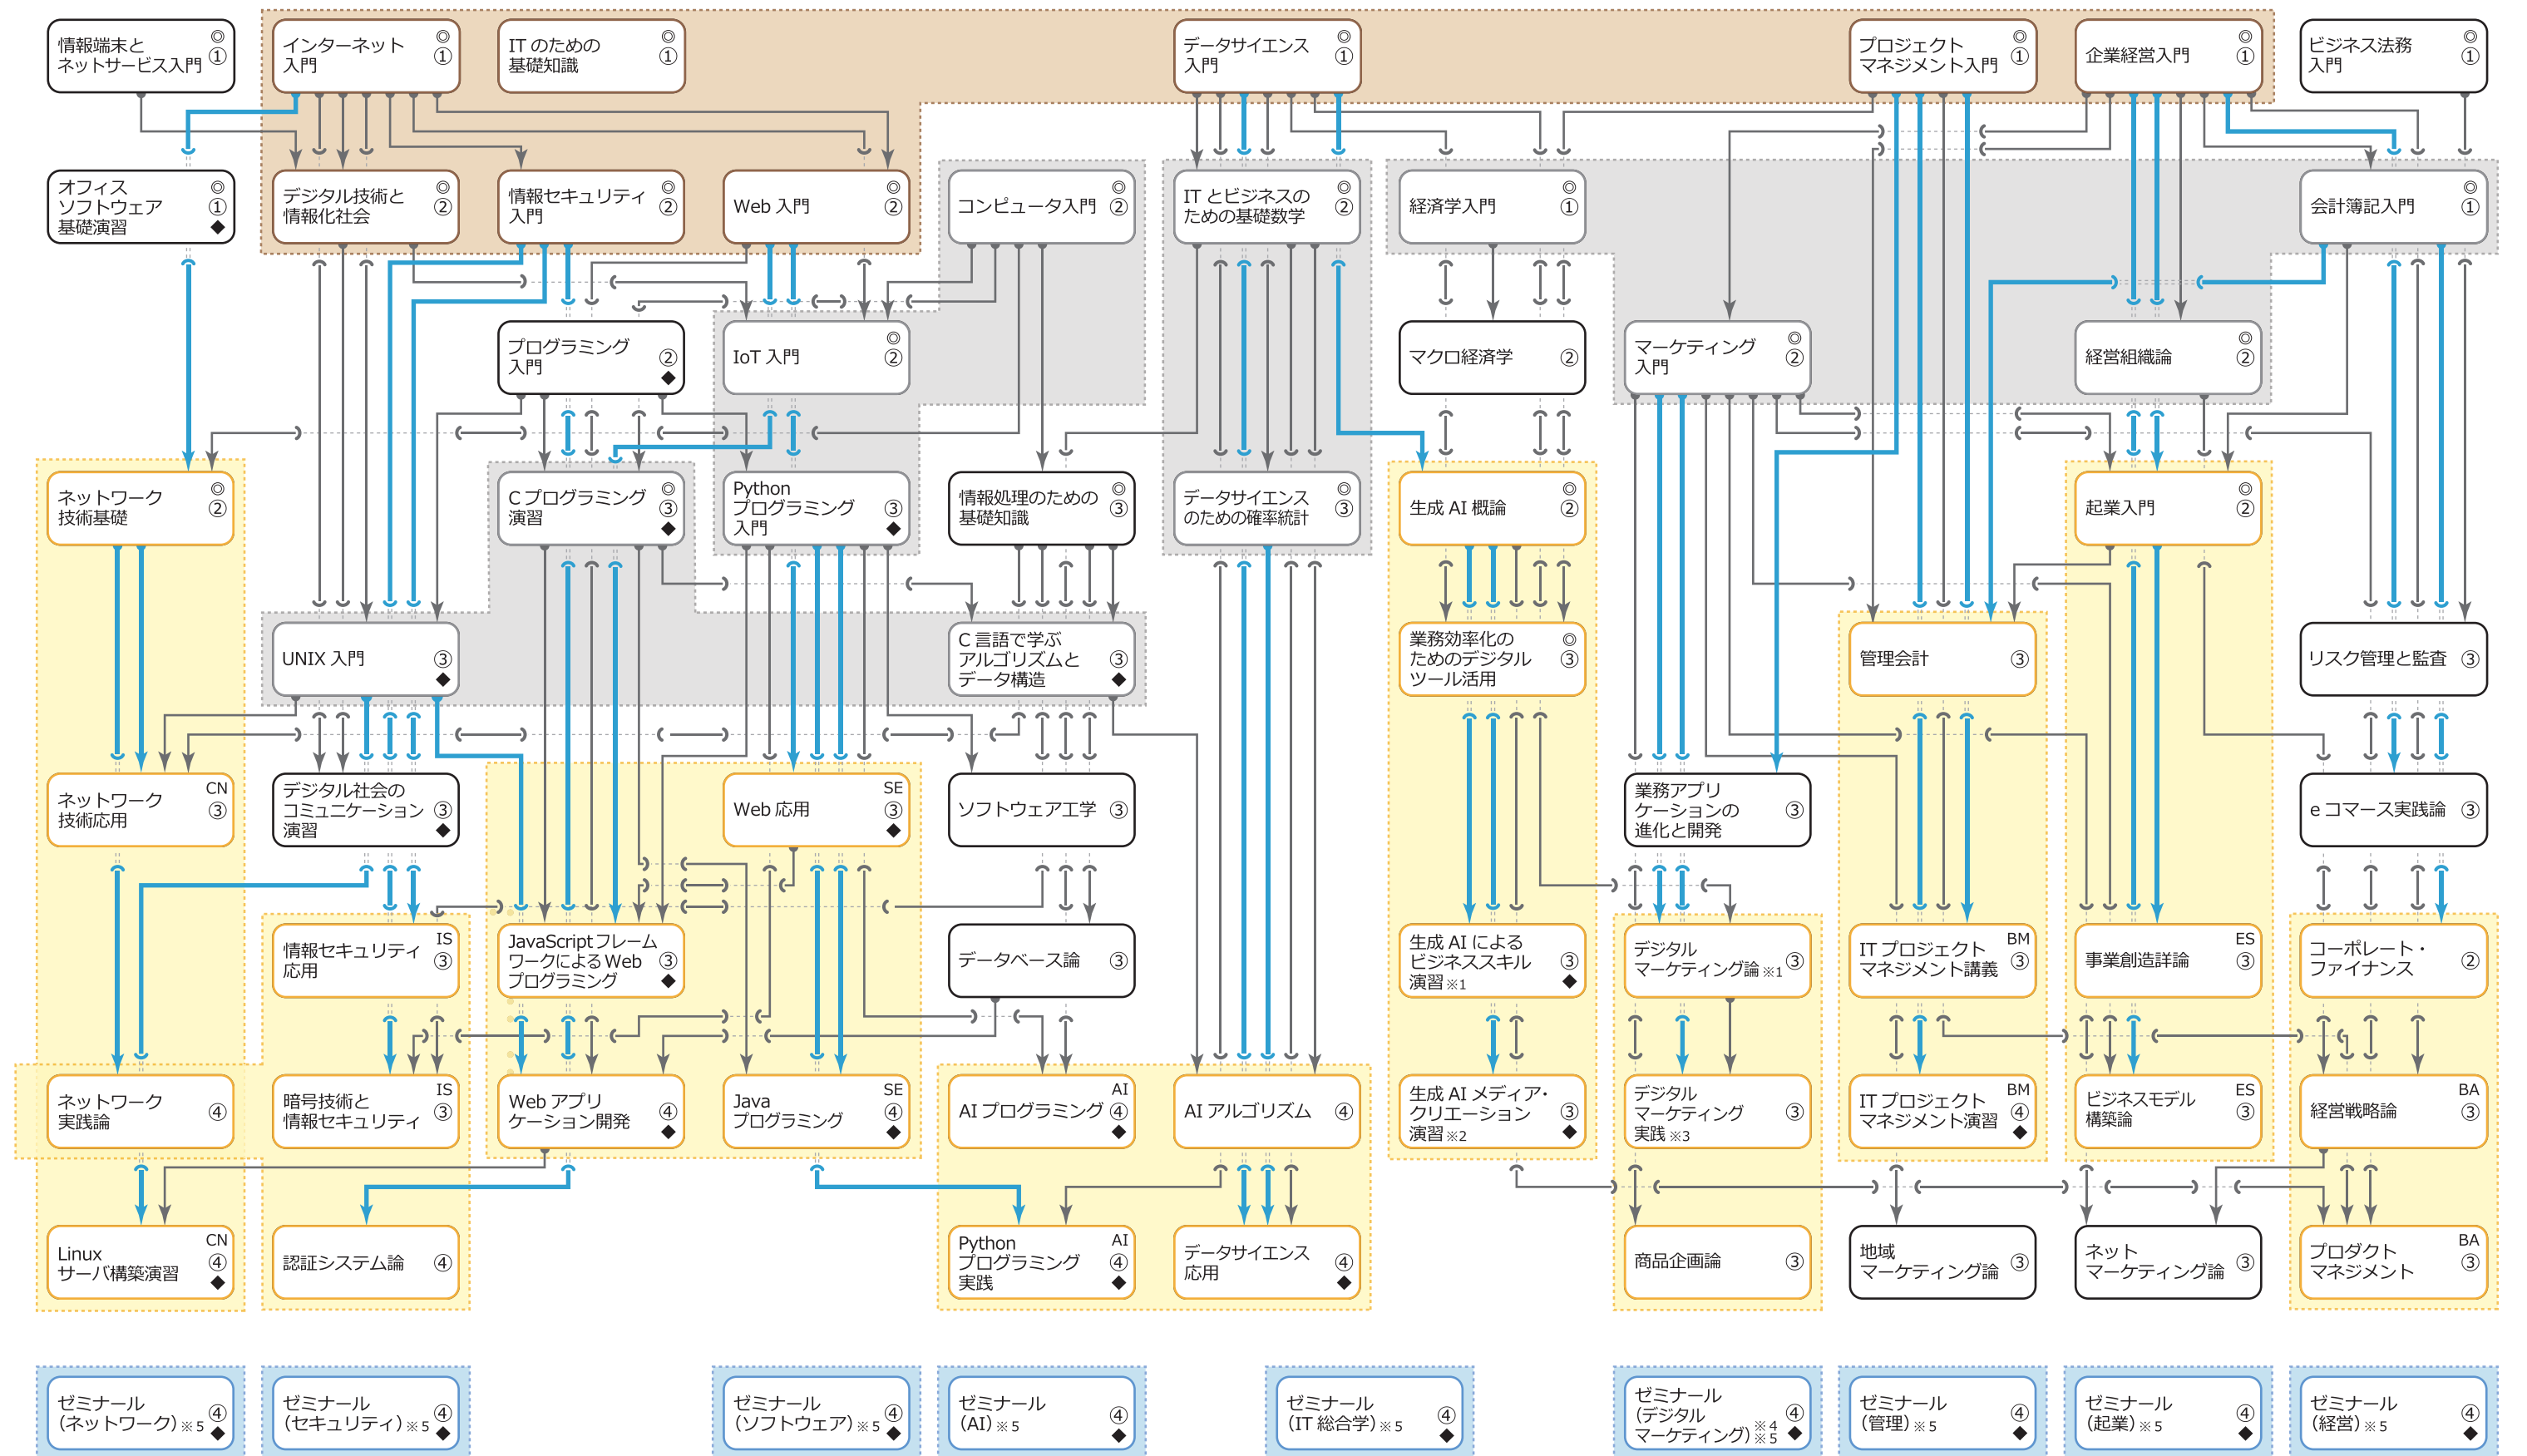 情報端末と
ネットサービス入門
◎
①
インターネット
入門
◎
①
IT のための
基礎知識
◎
①
データサイエンス
入門
◎
①
プロジェクト
マネジメント入門
◎
①
企業経営入門
◎
①
ビジネス法務
入門
◎
①
オフィス
ソフトウェア
基礎演習
◎
①
◆
デジタル技術と
情報化社会
◎
②
情報セキュリティ
入門
◎
②
Web 入門
◎
②
コンピュータ入門
◎
②
IT とビジネスの
ための基礎数学
◎
②
経済学入門
◎
①
会計簿記入門
◎
①
プログラミング
入門
②
◆
IoT 入門
◎
②
マクロ経済学
②
マーケティング
入門
◎
②
経営組織論
◎
②
ネットワーク
技術基礎
◎
②
C プログラミング
演習
◎
③
◆
Python
プログラミング
入門
③
◆
情報処理のための
基礎知識
◎
③
データサイエンス
のための確率統計
◎
③
生成 AI 概論
◎
②
起業入門
◎
②
UNIX 入門
③
◆
C 言語で学ぶ
アルゴリズムと
データ構造
③
◆
業務効率化の
ためのデジタル
ツール活用
◎
③
管理会計
③
リスク管理と監査
③
ネットワーク
技術応用
CN
③
デジタル社会の
コミュニケーション
演習
③
◆
Web 応用
SE
③
◆
ソフトウェア工学
③
業務アプリ
ケーションの
進化と開発
③
e コマース実践論
③
情報セキュリティ
応用
IS
③
JavaScript フレーム
ワークによる Web
プログラミング
③
◆
データベース論
③
生成 AI による
ビジネススキル
演習 ※1
③
◆
デジタル
マーケティング論 ※1
③
IT プロジェクト
マネジメント講義
BM
③
事業創造詳論
ES
③
コーポレート・
ファイナンス
②
ネットワーク
実践論
④
暗号技術と
情報セキュリティ
IS
③
Web アプリ
ケーション開発
④
◆
Java
プログラミング
SE
④
◆
AI プログラミング
AI
④
◆
AI アルゴリズム
④
生成 AI メディア・
クリエーション
演習 ※2
③
◆
デジタル
マーケティング
実践 ※3
③
IT プロジェクト
マネジメント演習
BM
④
◆
ビジネスモデル
構築論
ES
③
経営戦略論
BA
③
Linux
サーバ構築演習
CN
④
◆
認証システム論
④
Python
プログラミング
実践
AI
④
◆
データサイエンス
応用
④
◆
商品企画論
③
地域
マーケティング論
③
ネット
マーケティング論
③
プロダクト
マネジメント
BA
③
ゼミナール
（ネットワーク）※5
④
◆
ゼミナール
（セキュリティ）※5
④
◆
ゼミナール
（ソフトウェア）※5
④
◆
ゼミナール
（AI）※5
④
◆
ゼミナール
（IT 総合学）※5
④
◆
ゼミナール
（デジタル
マーケティング）※4 ※5
④
◆
ゼミナール
（管理）※5
④
◆
ゼミナール
（起業）※5
④
◆
ゼミナール
（経営）※5
④
◆